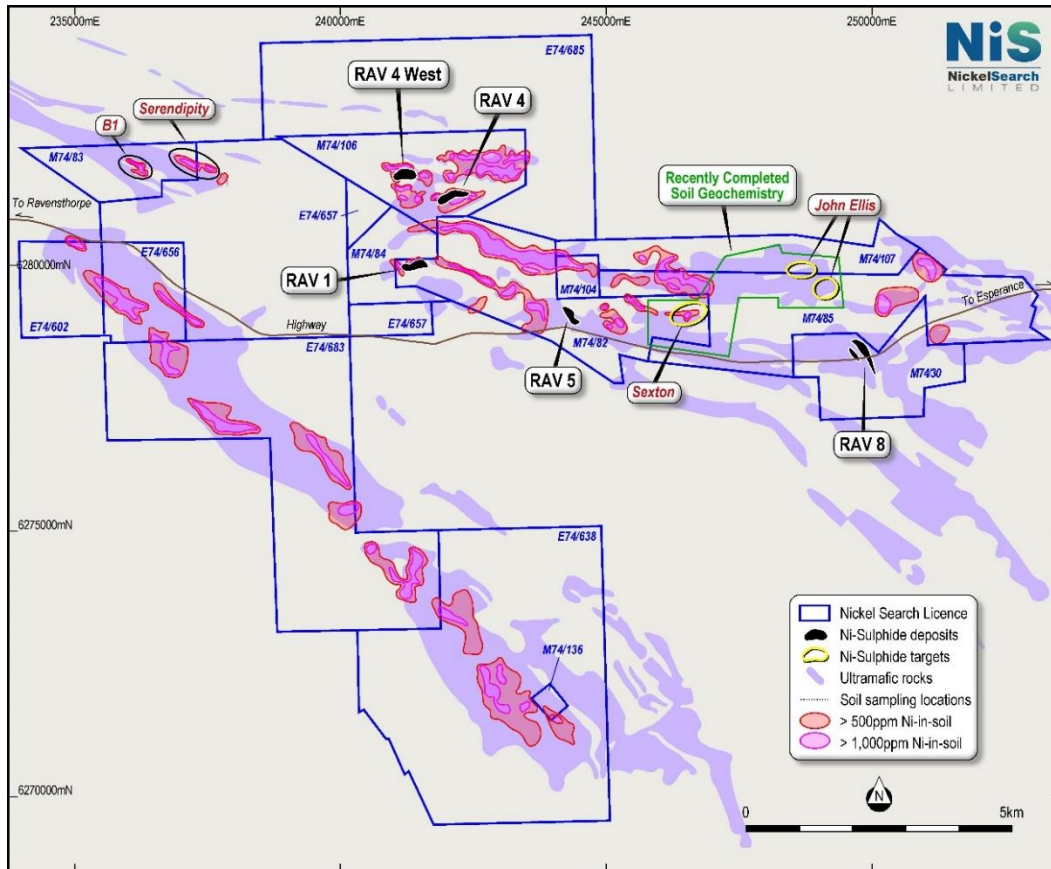 235000mE
240000mE
245000mE
250000mE
NiS
NickelSearch
LIMITED
E74/685
RAV 4 West
RAV 4
Serendipity
B1
M74/83
M74/106
Recently Completed
Soil Geochemistry
John Ellis
To Ravensthorpe
E74/657
E74/656
M74/84
M74/107
6280000mN
RAV 1
M74/104
To Esperance
E74/602
Highway
E74/657
M74/85
E74/683
M74/82
RAV 5
M74/30
Sexton
RAV 8
6275000mN
E74/638
M74/136
Nickel Search Licence
Ni-Sulphide deposits
Ni-Sulphide targets
Ultramafic rocks
Soil sampling locations
> 500ppm Ni-in-soil
> 1,000ppm Ni-in-soil
6270000mN
N
0
5km